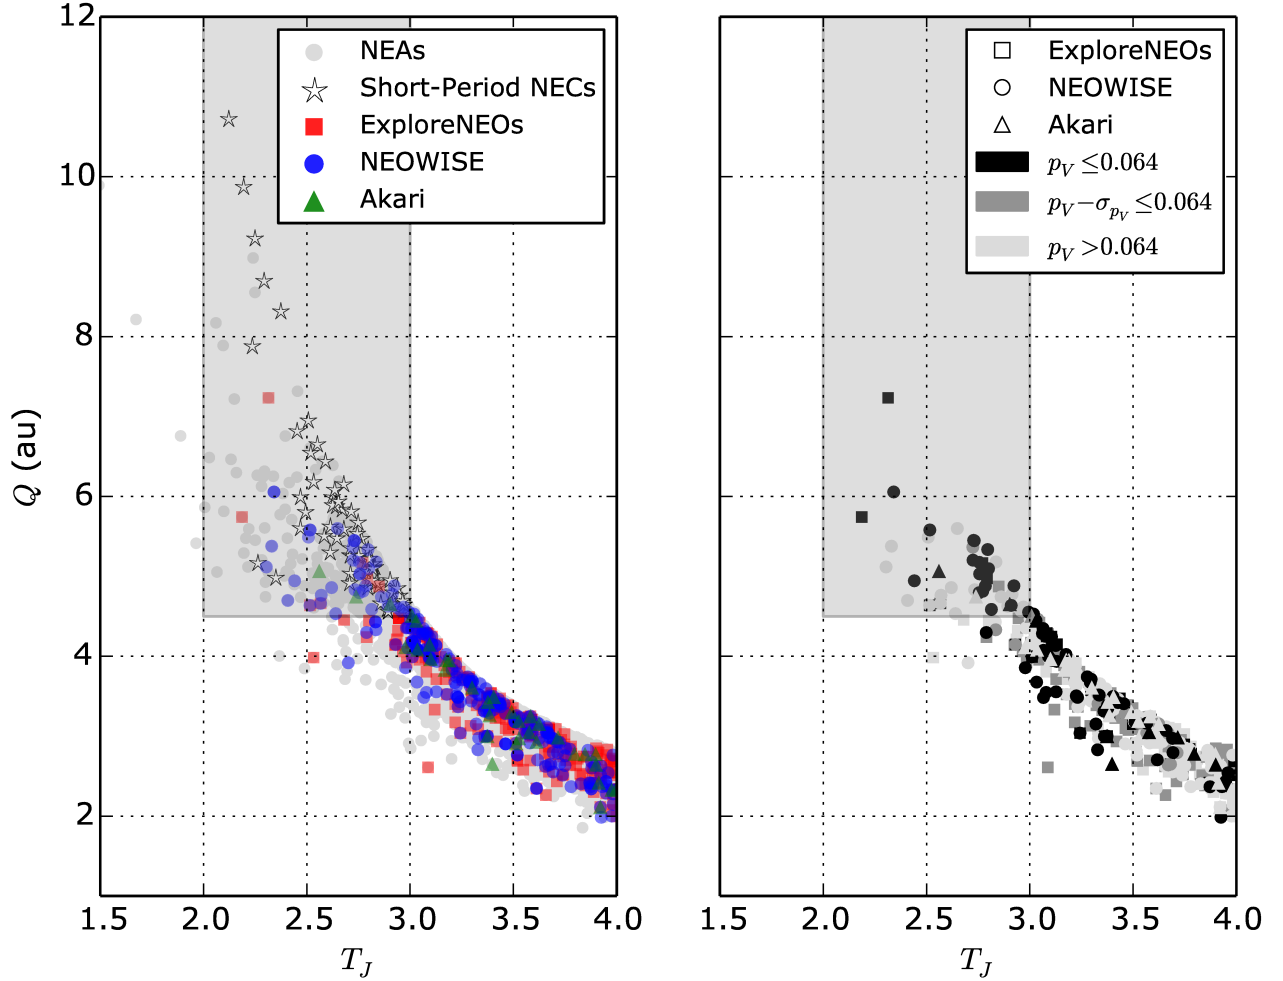 12
10
8
6
4
2
Q (au)
1.5 2.0 2.5 3.0 3.5 4.0
T_J
NEAs
Short-Period NECs
ExploreNEOs
NEOWISE
Akari
1.5 2.0 2.5 3.0 3.5 4.0
T_J
ExploreNEOs
NEOWISE
Akari
p_V ≤0.064
p_V−σ_{p_V} ≤0.064
p_V >0.064